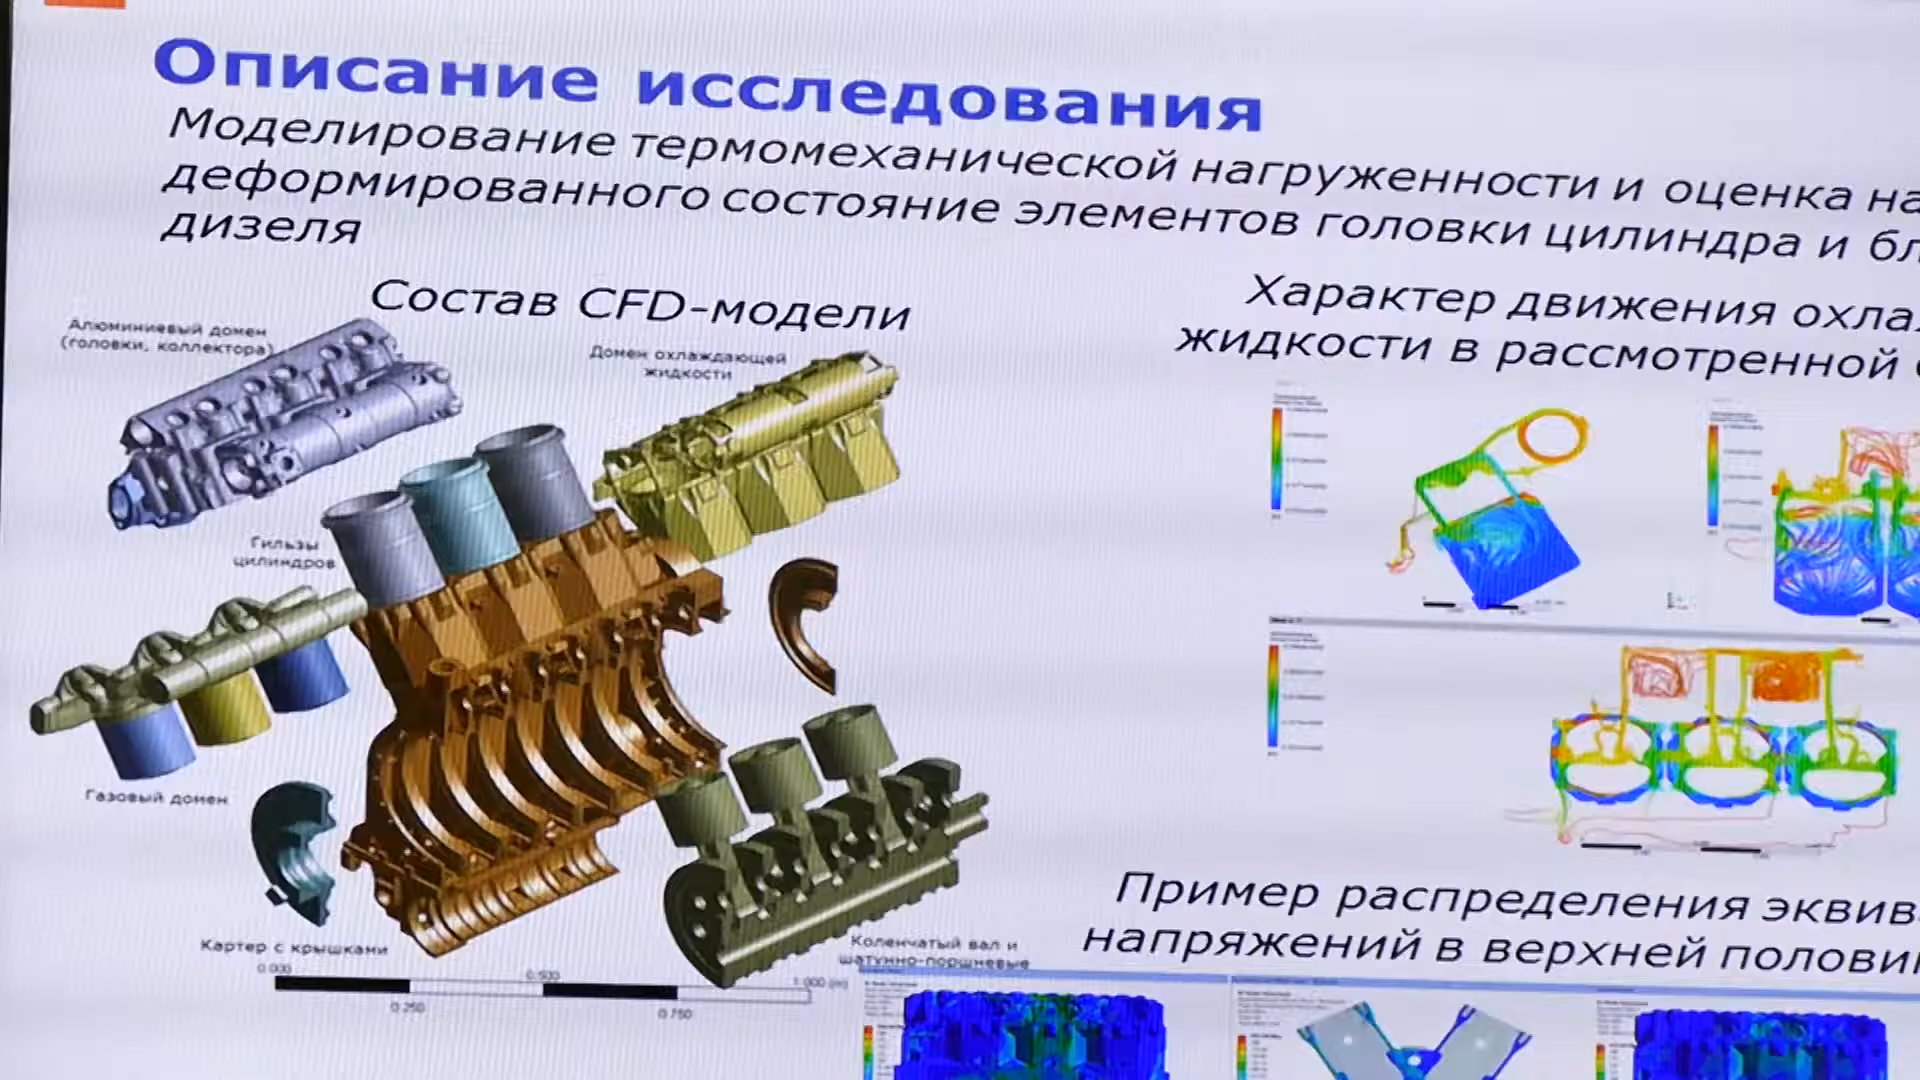 Описание исследования
Моделирование термомеханической нагруженности и оценка на
деформированного состояние элементов головки цилиндра и бл
дизеля
Состав CFD-модели
Алюминиевый домен
(головки, коллектора)
Домен охлаждающей
жидкости
Гильзы
цилиндров
Газовый домен
Картер с крышками
Коленчатый вал и
шатунно-поршневые
0.000
0.500
1.000 (m)
0.250
0.750
Характер движения охла
жидкости в рассмотренной
Пример распределения эквив
напряжений в верхней половин